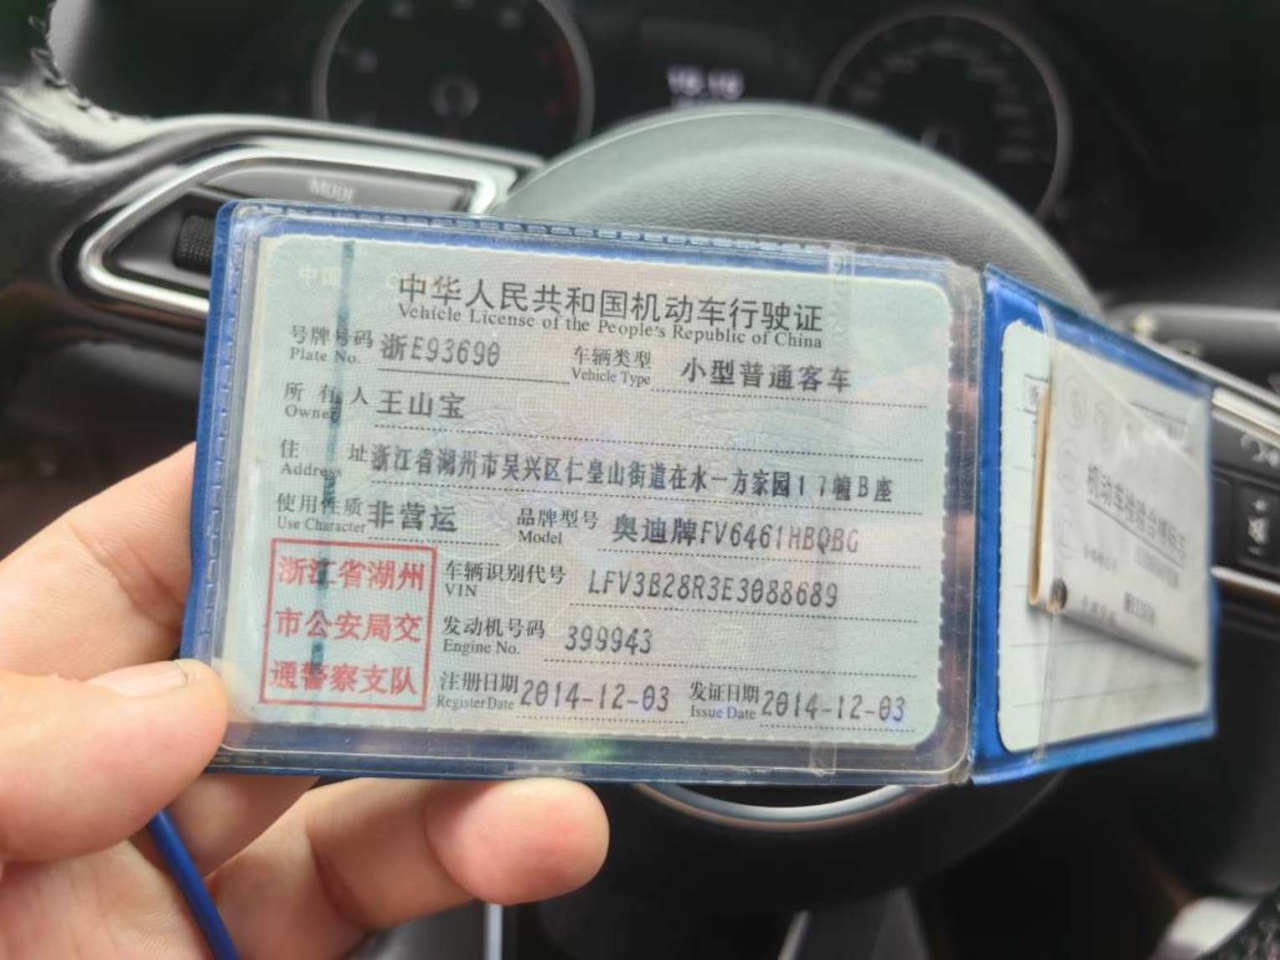 MODE
中国
中华人民共和国机动车行驶证
Vehicle License of the People's Republic of China
号牌号码 浙E93690 车辆类型 小型普通客车
Plate No. Vehicle Type
所有人 王山宝
Owner
住址 浙江省湖州市吴兴区仁皇山街道在水一方家园17幢B座
Address
使用性质 非营运 品牌型号 奥迪牌FV6461HBQBG
Use Character Model
浙江省湖州
市公安局交
通警察支队
车辆识别代号 LFV3B28R3E3088689
VIN
发动机号码 399943
Engine No.
注册日期 2014-12-03 发证日期 2014-12-03
Register Date Issue Date
机动车检验合格标志